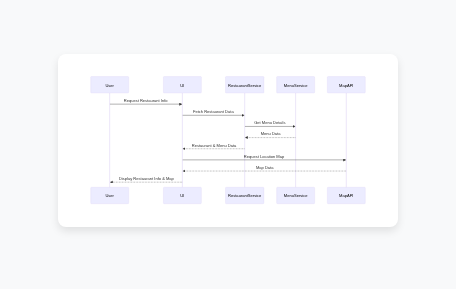 User UI RestaurantService MenuService MapAPI
Request Restaurant Info
Fetch Restaurant Data
Get Menu Details
Menu Data
Restaurant & Menu Data
Request Location Map
Map Data
Display Restaurant Info & Map
User UI RestaurantService MenuService MapAPI